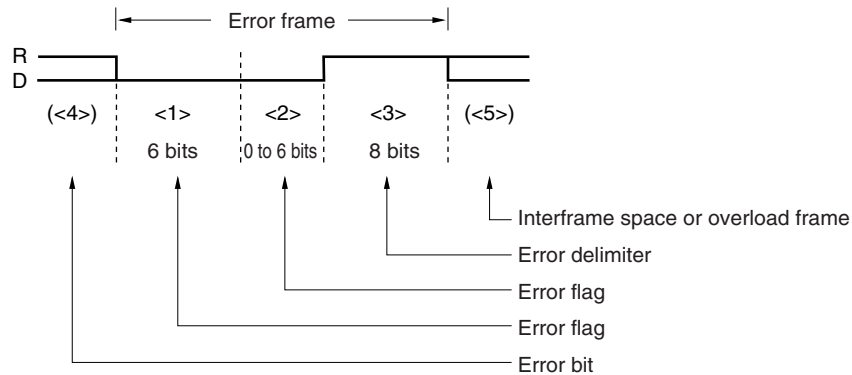 Error frame
R
D
(<4>) <1> <2> <3> (<5>)
6 bits 0 to 6 bits 8 bits
Interframe space or overload frame
Error delimiter
Error flag
Error flag
Error bit